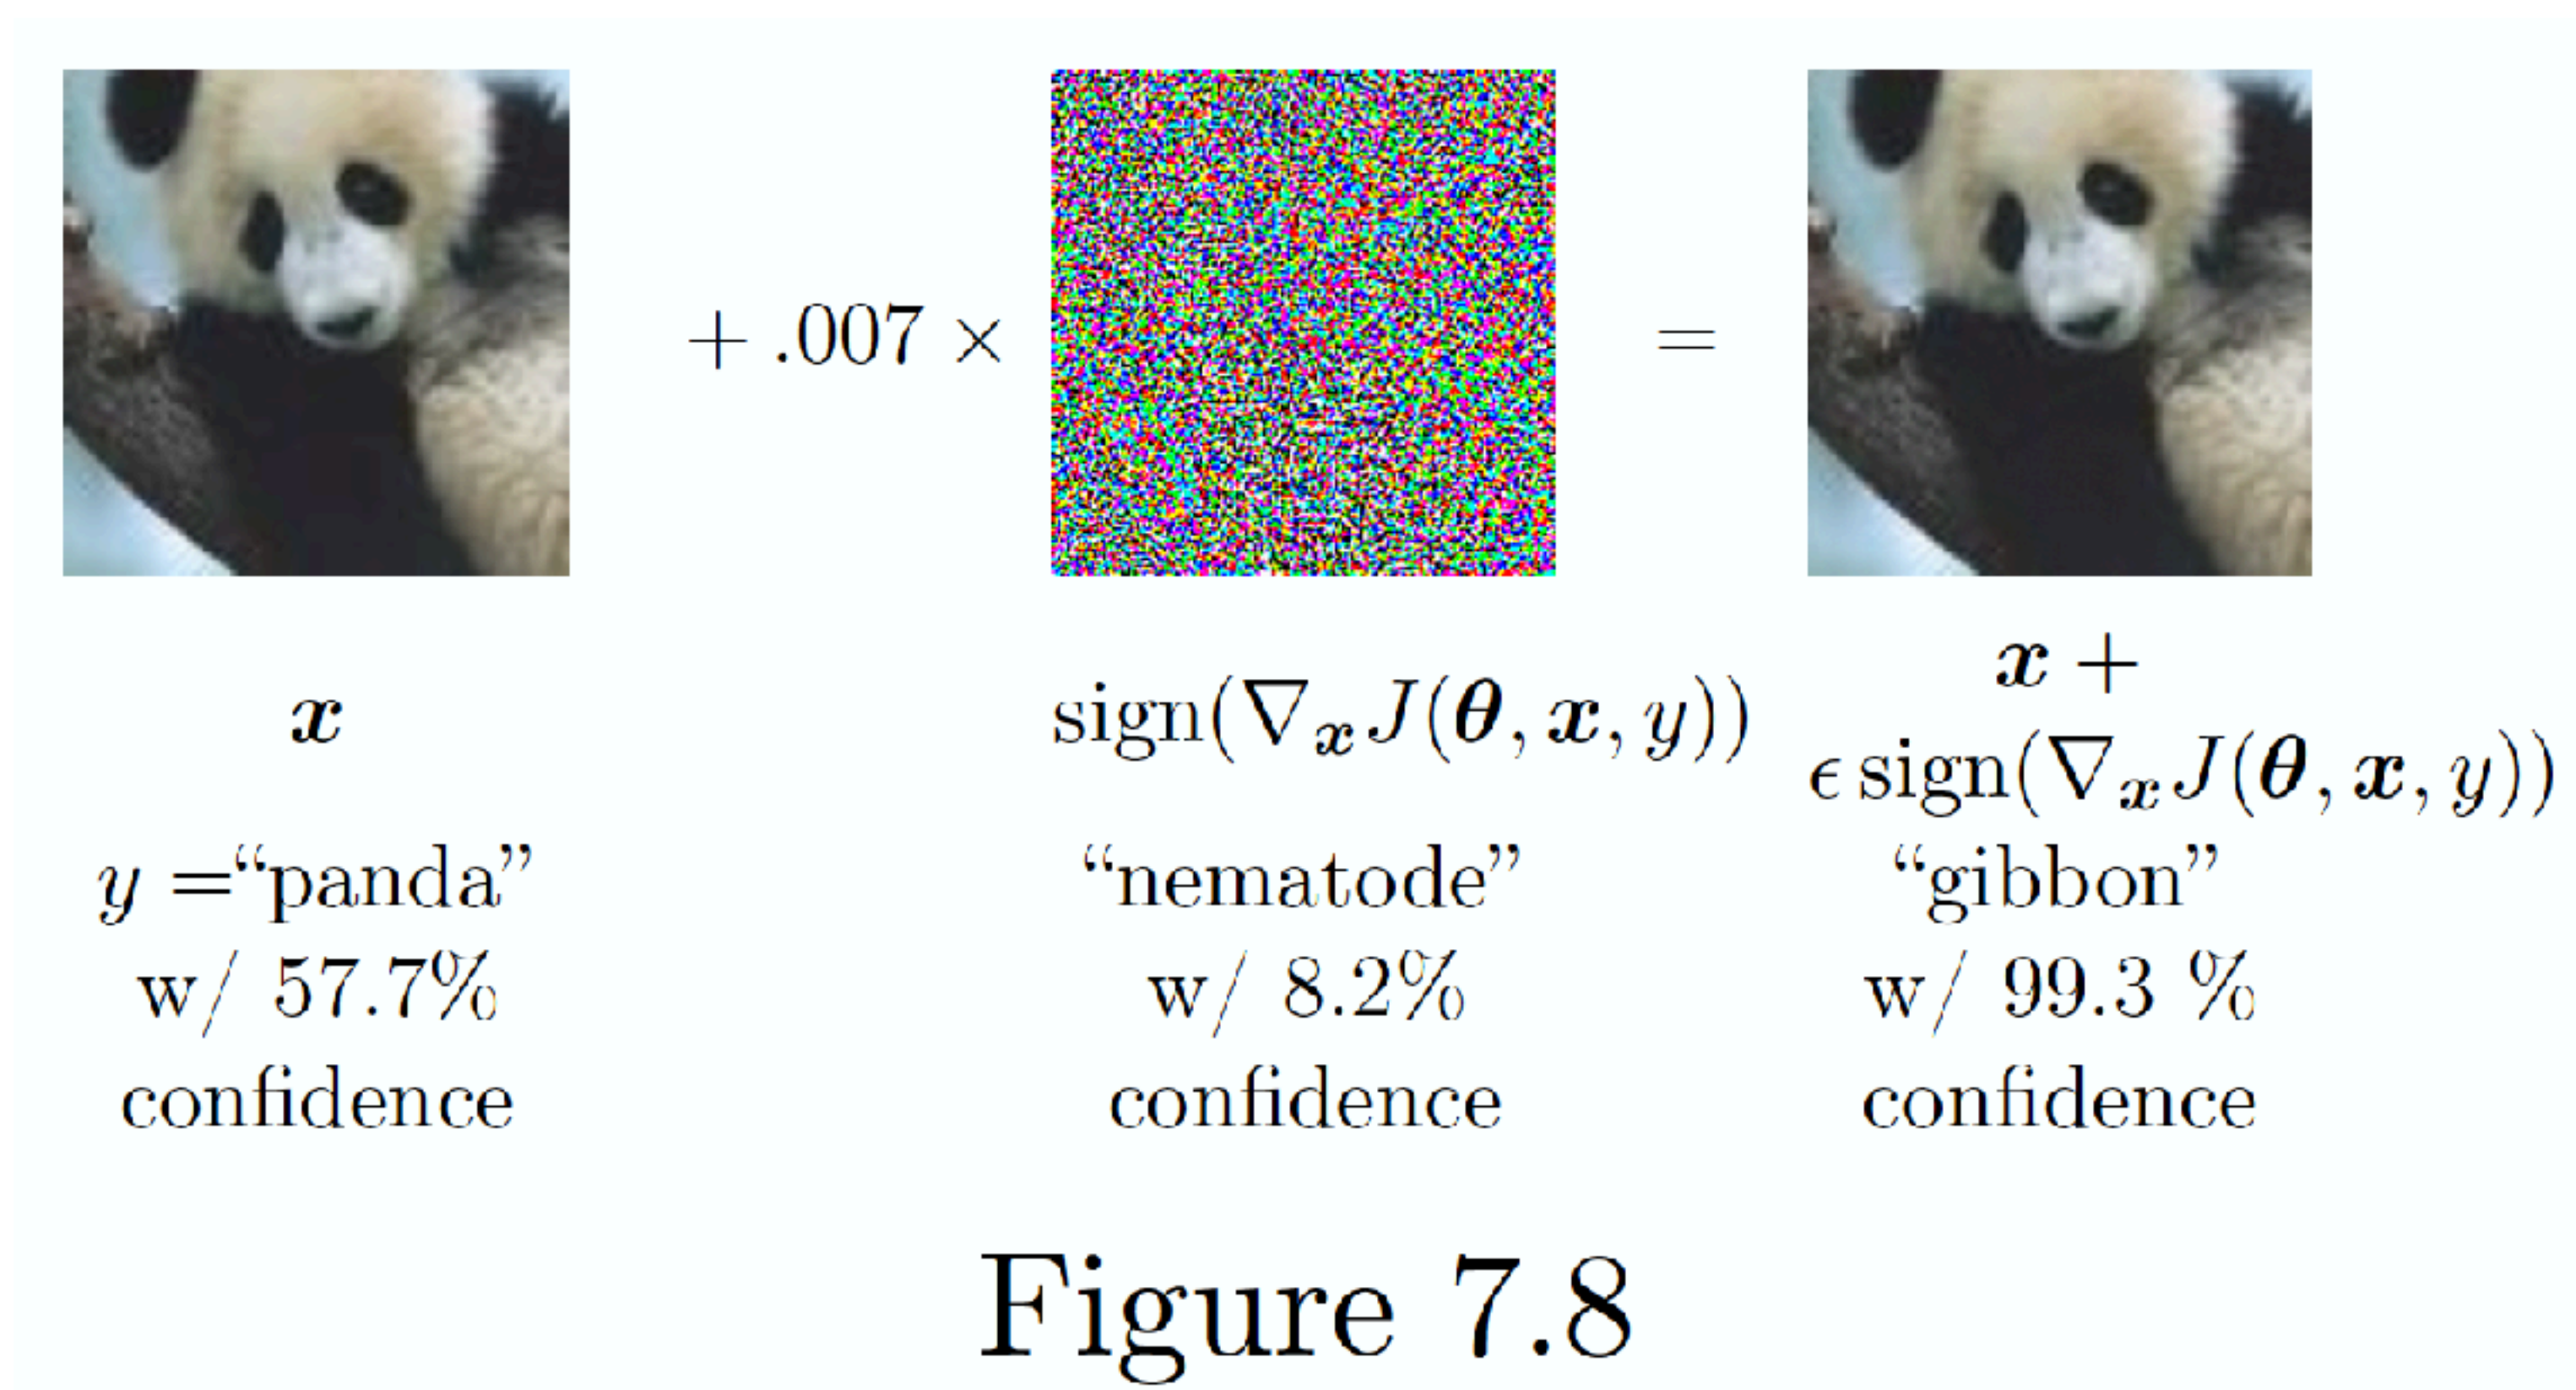 + .007 ×
=
x
sign(∇ₓJ(θ, x, y))
x +
ϵ sign(∇ₓJ(θ, x, y))
y =“panda”
“nematode”
“gibbon”
w/ 57.7%
w/ 8.2%
w/ 99.3 %
confidence
confidence
confidence
Figure 7.8